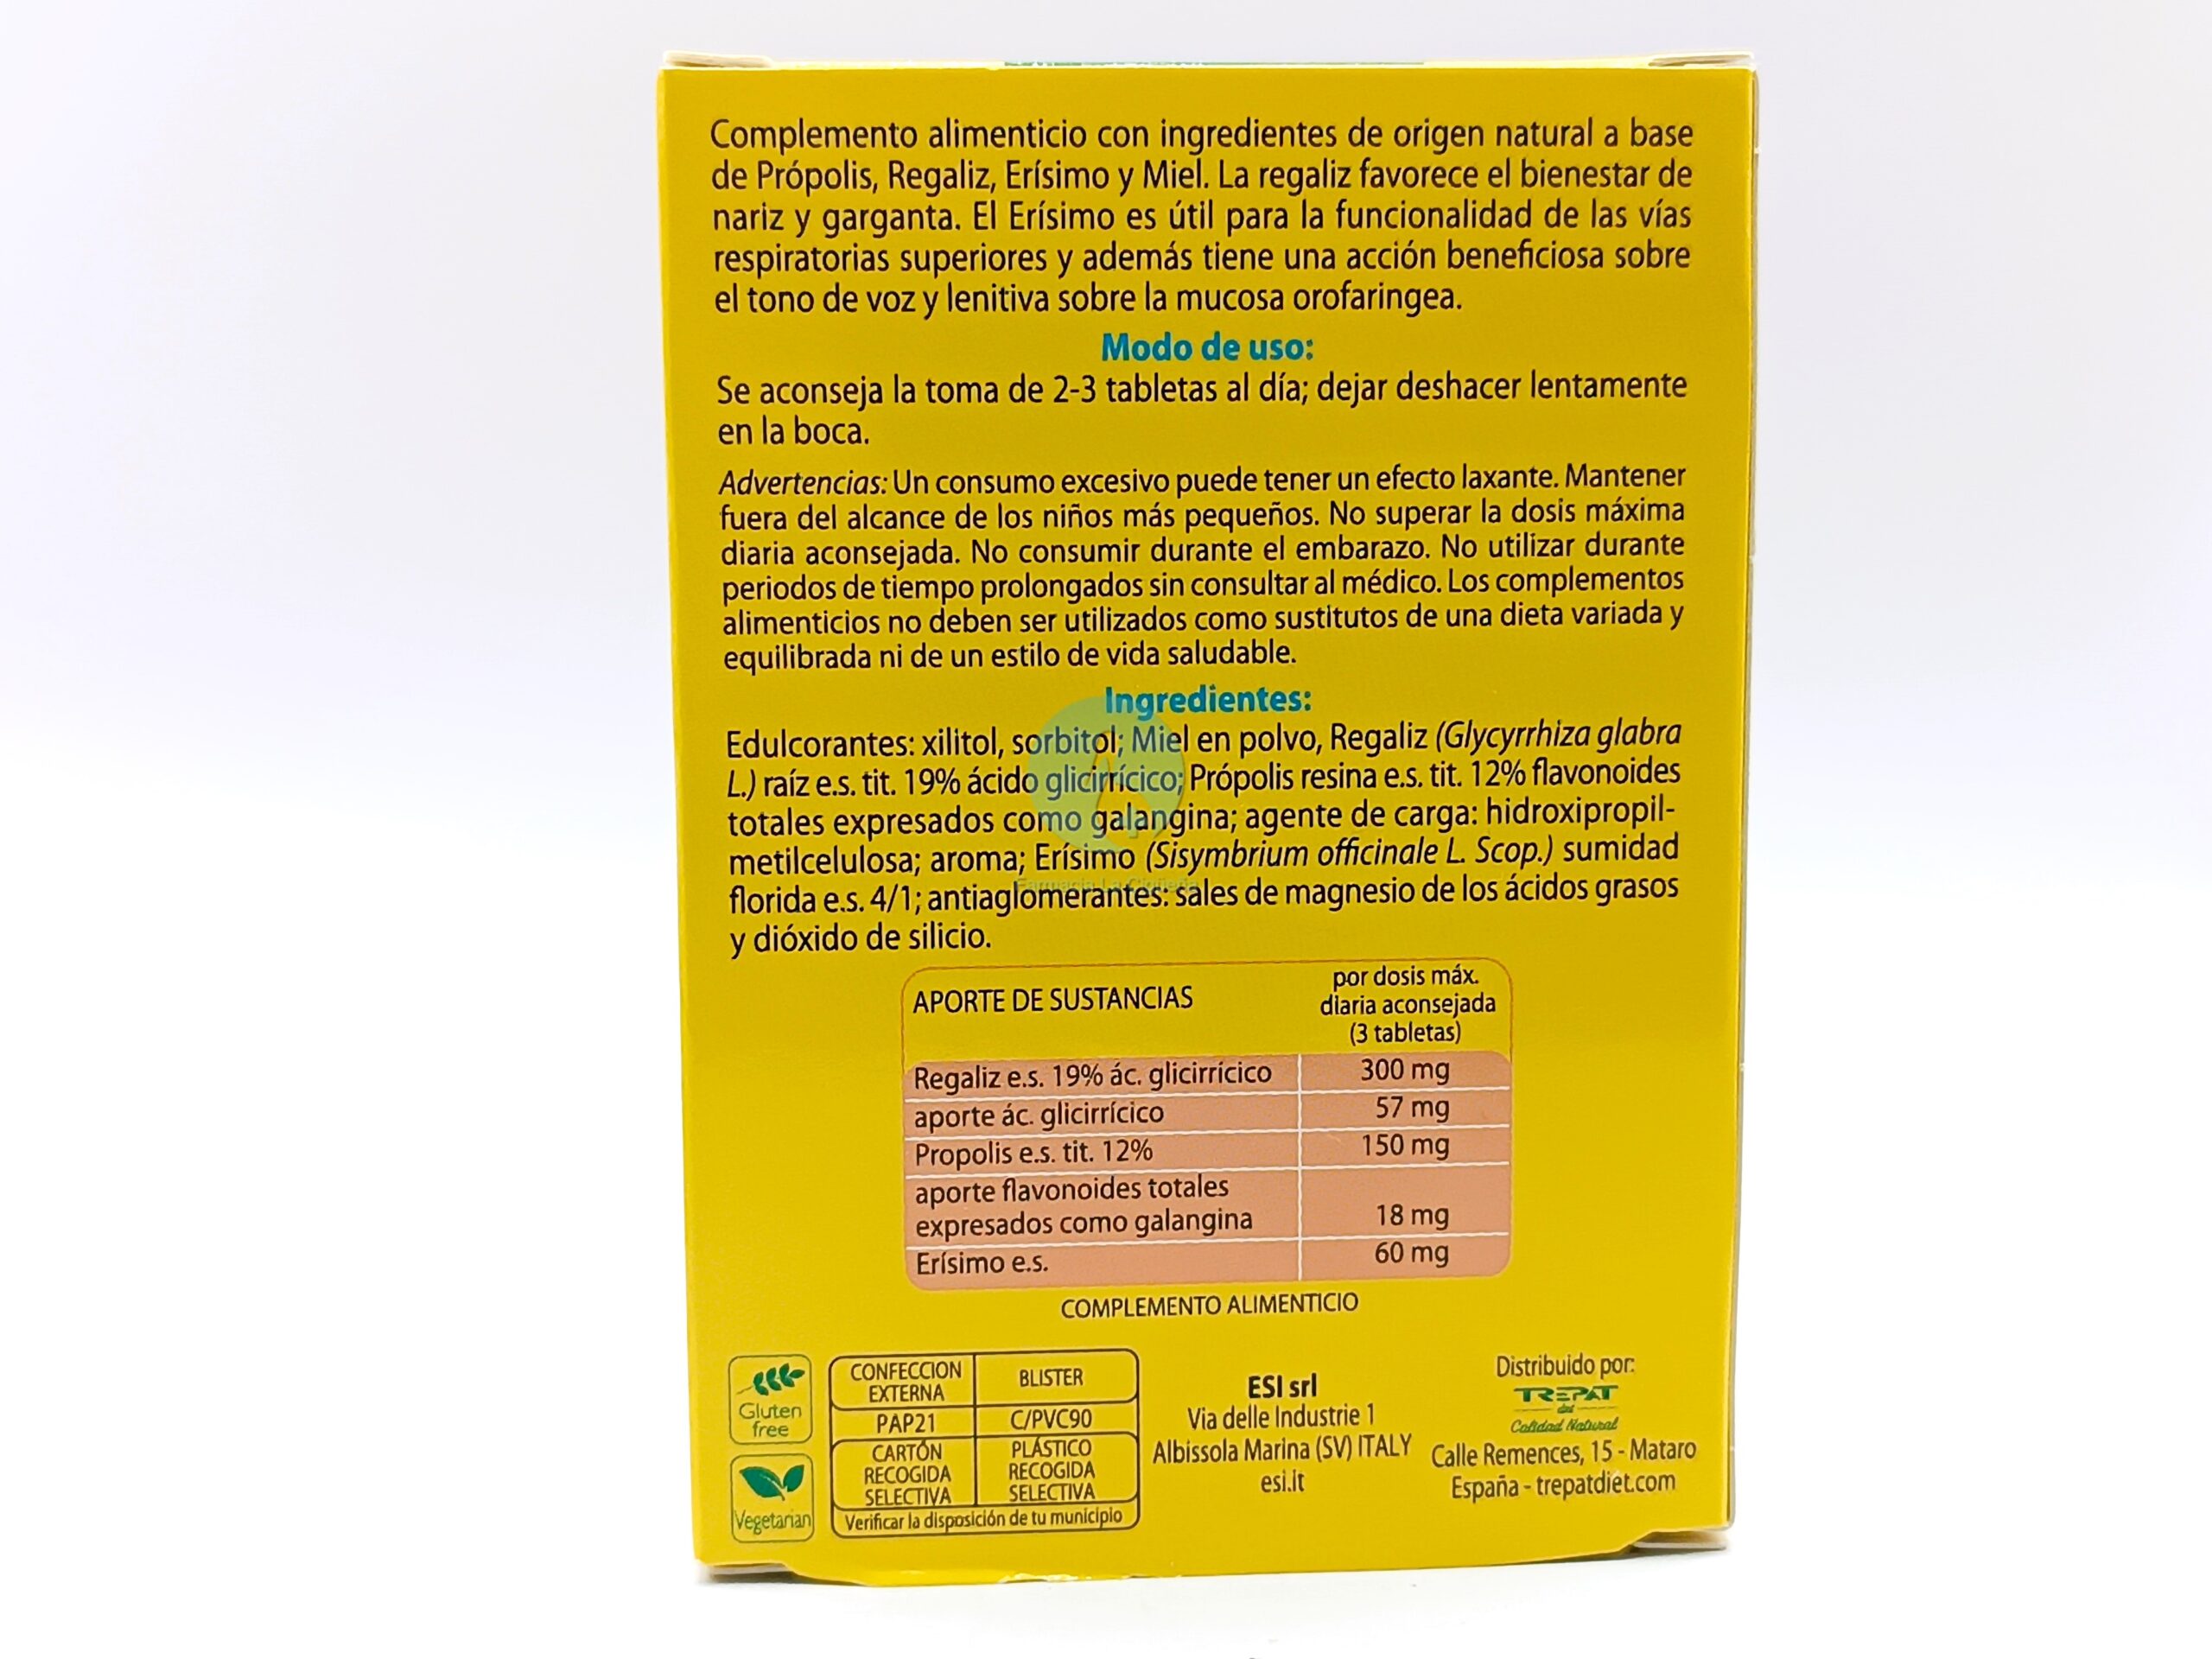 Complemento alimenticio con ingredientes de origen natural a base
de Própolis, Regaliz, Erísimo y Miel. La regaliz favorece el bienestar de
nariz y garganta. El Erísimo es útil para la funcionalidad de las vías
respiratorias superiores y además tiene una acción beneficiosa sobre
el tono de voz y lenitiva sobre la mucosa orofaringea.
Modo de uso:
Se aconseja la toma de 2-3 tabletas al día; dejar deshacer lentamente
en la boca.
Advertencias: Un consumo excesivo puede tener un efecto laxante. Mantener
fuera del alcance de los niños más pequeños. No superar la dosis máxima
diaria aconsejada. No consumir durante el embarazo. No utilizar durante
periodos de tiempo prolongados sin consultar al médico. Los complementos
alimenticios no deben ser utilizados como sustitutos de una dieta variada y
equilibrada ni de un estilo de vida saludable.
Ingredientes:
Edulcorantes: xilitol, sorbitol; Miel en polvo, Regaliz (Glycyrrhiza glabra
L.) raíz e.s. tit. 19% ácido glicirrícico; Própolis resina e.s. tit. 12% flavonoides
totales expresados como galangina; agente de carga: hidroxipropil-
metilcelulosa; aroma; Erísimo (Sisymbrium officinale L. Scop.) sumidad
Farmacia La Cigüeña
florida e.s. 4/1; antiaglomerantes: sales de magnesio de los ácidos grasos
y dióxido de silicio.
APORTE DE SUSTANCIAS
por dosis máx.
diaria aconsejada
(3 tabletas)
Regaliz e.s. 19% ác. glicirrícico 300 mg
aporte ác. glicirrícico 57 mg
Propolis e.s. tit. 12% 150 mg
aporte flavonoides totales
expresados como galangina 18 mg
Erísimo e.s. 60 mg
COMPLEMENTO ALIMENTICIO
Gluten
free
Vegetarian
CONFECCION
EXTERNA
BLISTER
PAP21 C/PVC90
CARTÓN
RECOGIDA
SELECTIVA
PLÁSTICO
RECOGIDA
SELECTIVA
Verificar la disposición de tu municipio
ESI srl
Via delle Industrie 1
Albissola Marina (SV) ITALY
esi.it
Distribuido por:
TREPAT
diet
Calidad Natural
Calle Remences, 15 - Mataro
España - trepatdiet.com